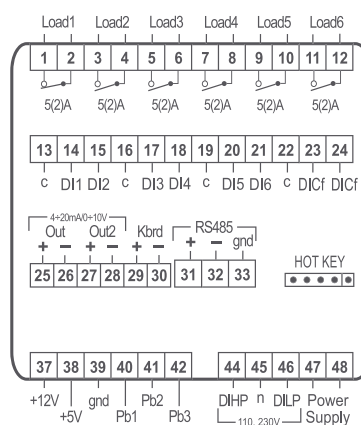 Load1 Load2 Load3 Load4 Load5 Load6
1 2 3 4 5 6 7 8 9 10 11 12
5(2)A 5(2)A 5(2)A 5(2)A 5(2)A 5(2)A
13 14 15 16 17 18 19 20 21 22 23 24
c DI1 DI2 c DI3 DI4 c DI5 DI6 c DICf DICf
4÷20mA/0÷10V
Out Out2 Kbrd RS485
+ − + − + − + − gnd
25 26 27 28 29 30 31 32 33
HOT KEY
37 38 39 40 41 42 44 45 46 47 48
+12V gnd Pb2 DIHP n DILP Power
+5V Pb1 Pb3 110, 230V Supply